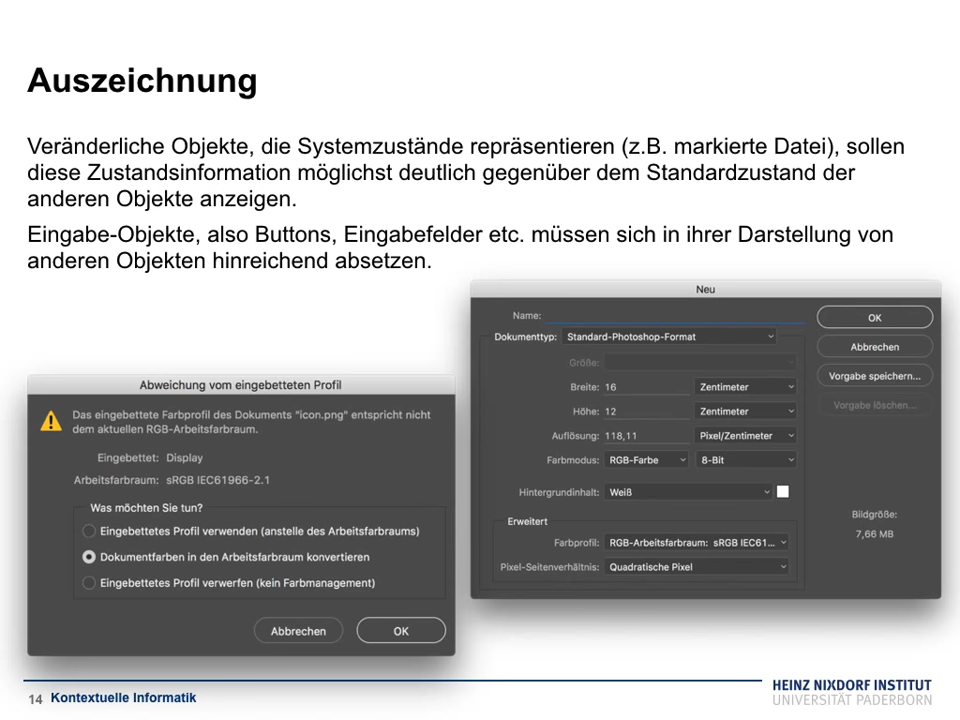 Auszeichnung
Veränderliche Objekte, die Systemzustände repräsentieren (z.B. markierte Datei), sollen
diese Zustandsinformation möglichst deutlich gegenüber dem Standardzustand der
anderen Objekte anzeigen.
Eingabe-Objekte, also Buttons, Eingabefelder etc. müssen sich in ihrer Darstellung von
anderen Objekten hinreichend absetzen.
Abweichung vom eingebetteten Profil
Das eingebettete Farbprofil des Dokuments "icon.png" entspricht nicht
dem aktuellen RGB-Arbeitsfarbraum.
Eingebettet: Display
Arbeitsfarbraum: sRGB IEC61966-2.1
Was möchten Sie tun?
Eingebettetes Profil verwenden (anstelle des Arbeitsfarbraums)
Dokumentfarben in den Arbeitsfarbraum konvertieren
Eingebettetes Profil verwerfen (kein Farbmanagement)
Abbrechen OK
Neu
Name:
Dokumenttyp: Standard-Photoshop-Format
Größe:
Breite: 16 Zentimeter
Höhe: 12 Zentimeter
Auflösung: 118,11 Pixel/Zentimeter
Farbmodus: RGB-Farbe 8-Bit
Hintergrundinhalt: Weiß
Erweitert
Farbprofil: RGB-Arbeitsfarbraum: sRGB IEC61...
Pixel-Seitenverhältnis: Quadratische Pixel
OK
Abbrechen
Vorgabe speichern...
Vorgabe löschen...
Bildgröße:
7,66 MB
14 Kontextuelle Informatik
HEINZ NIXDORF INSTITUT
UNIVERSITÄT PADERBORN